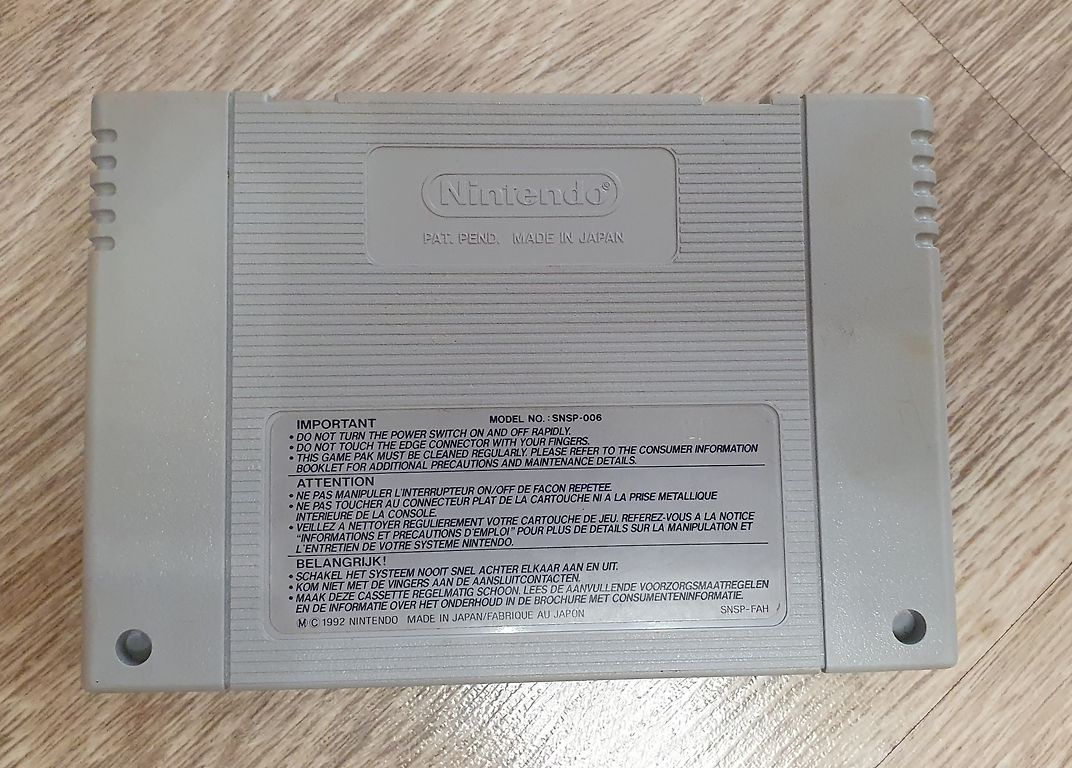 Nintendo®
PAT. PEND. MADE IN JAPAN
IMPORTANT MODEL NO.: SNSP-006
• DO NOT TURN THE POWER SWITCH ON AND OFF RAPIDLY.
• DO NOT TOUCH THE EDGE CONNECTOR WITH YOUR FINGERS.
• THIS GAME PAK MUST BE CLEANED REGULARLY. PLEASE REFER TO THE CONSUMER INFORMATION
BOOKLET FOR ADDITIONAL PRECAUTIONS AND MAINTENANCE DETAILS.
ATTENTION
• NE PAS MANIPULER L'INTERRUPTEUR ON/OFF DE FACON REPETEE.
• NE PAS TOUCHER AU CONNECTEUR PLAT DE LA CARTOUCHE NI A LA PRISE METALLIQUE
INTERIEURE DE LA CONSOLE.
• VEILLEZ A NETTOYER REGULIEREMENT VOTRE CARTOUCHE DE JEU. REFEREZ-VOUS A LA NOTICE
"INFORMATIONS ET PRECAUTIONS D'EMPLOI" POUR PLUS DE DETAILS SUR LA MANIPULATION ET
L'ENTRETIEN DE VOTRE SYSTEME NINTENDO.
BELANGRIJK!
• SCHAKEL HET SYSTEEM NOOIT SNEL ACHTER ELKAAR AAN EN UIT.
• KOM NIET MET DE VINGERS AAN DE AANSLUITCONTACTEN.
• MAAK DEZE CASSETTE REGELMATIG SCHOON. LEES DE AANVULLENDE VOORZORGSMAATREGELEN
EN DE INFORMATIE OVER HET ONDERHOUD IN DE BROCHURE MET CONSUMENTENINFORMATIE.
M C 1992 NINTENDO MADE IN JAPAN/FABRIQUE AU JAPON SNSP-FAH